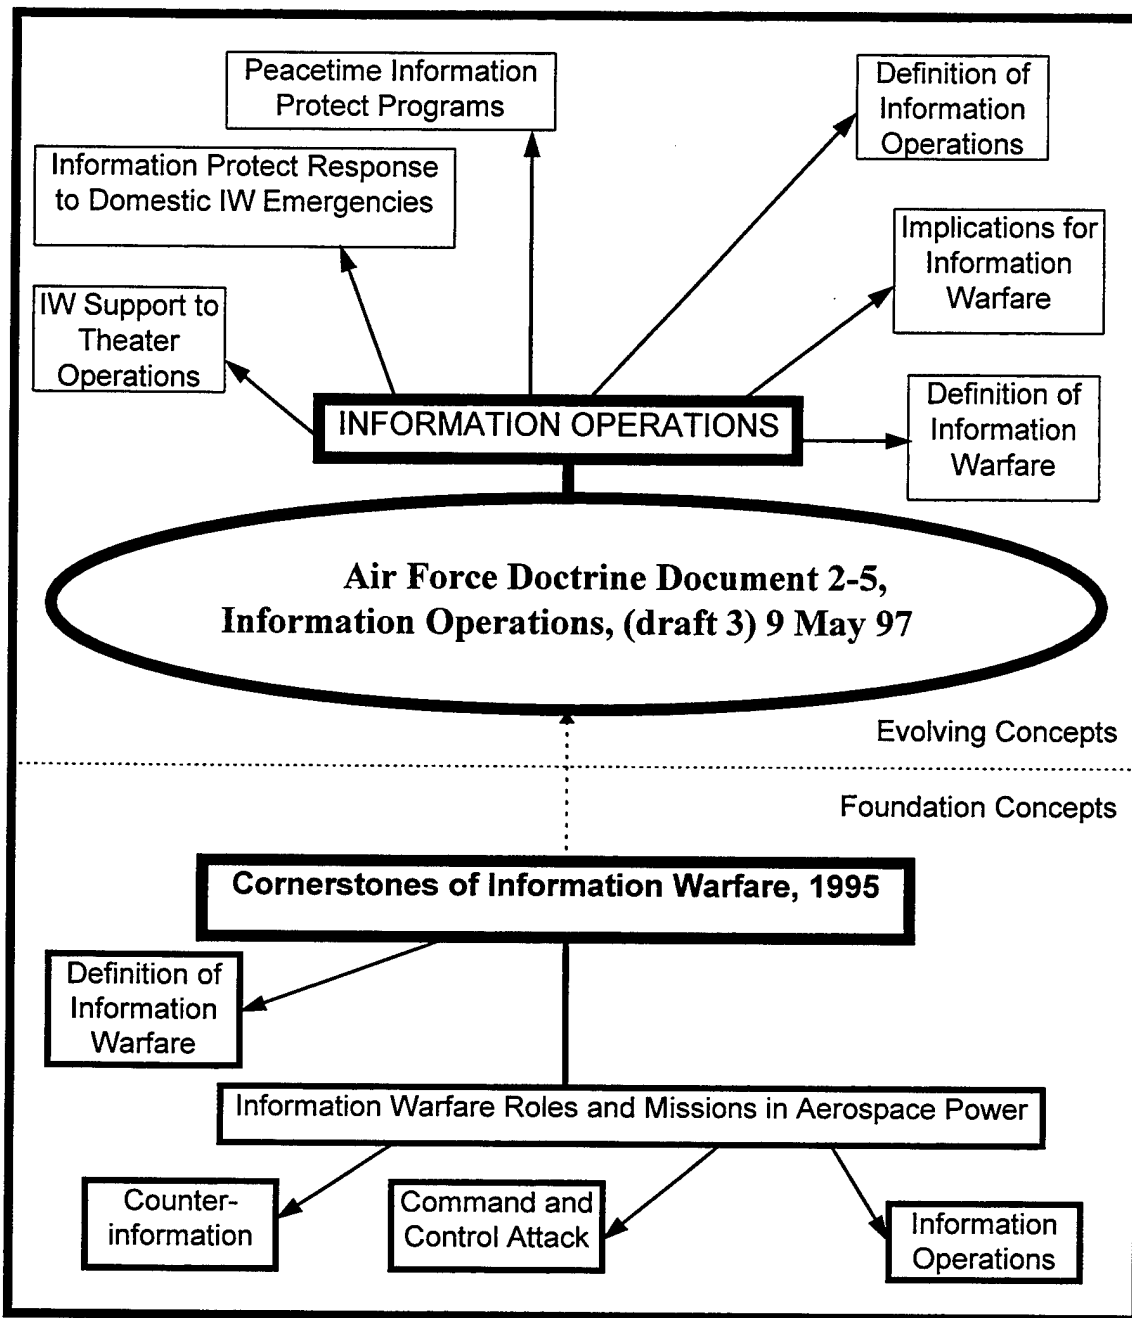 Peacetime Information
Protect Programs
Definition of
Information
Operations
Information Protect Response
to Domestic IW Emergencies
Implications for
Information
Warfare
IW Support to
Theater
Operations
Definition of
Information
Warfare
INFORMATION OPERATIONS
Air Force Doctrine Document 2-5,
Information Operations, (draft 3) 9 May 97
Evolving Concepts
Foundation Concepts
Cornerstones of Information Warfare, 1995
Definition of
Information
Warfare
Information Warfare Roles and Missions in Aerospace Power
Counter-
information
Command and
Control Attack
Information
Operations